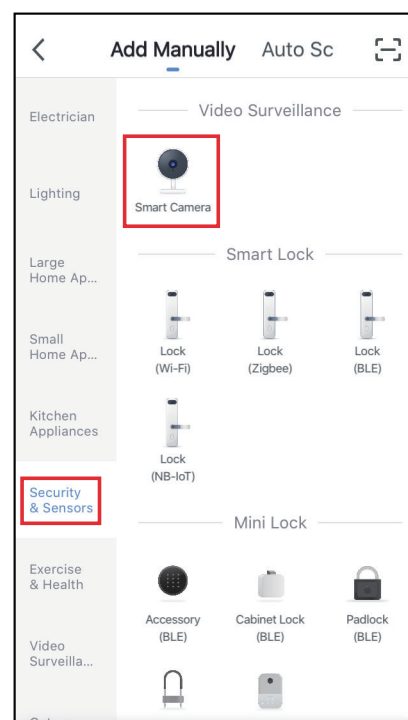 Add Manually Auto Sc
Electrician
Lighting
Large
Home Ap...
Small
Home Ap...
Kitchen
Appliances
Security
& Sensors
Exercise
& Health
Video
Surveilla...
Video Surveillance
Smart Camera
Smart Lock
Lock
(Wi-Fi)
Lock
(Zigbee)
Lock
(BLE)
Lock
(NB-IoT)
Mini Lock
Accessory
(BLE)
Cabinet Lock
(BLE)
Padlock
(BLE)